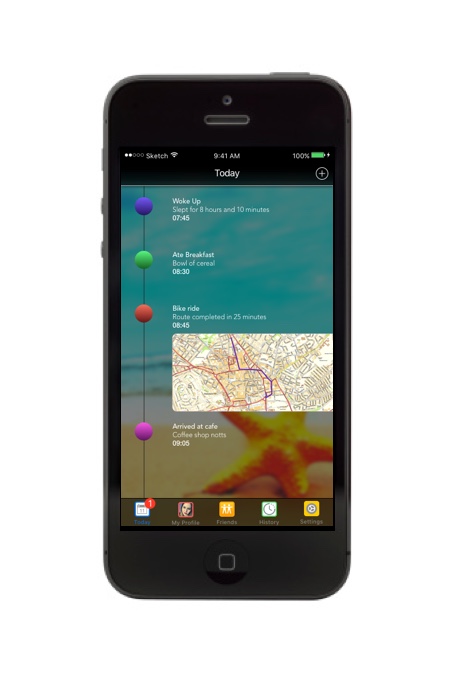 Sketch 9:41 AM 100%
Today
Woke Up
Slept for 8 hours and 10 minutes
07:45
Ate Breakfast
Bowl of cereal
08:30
Bike ride
Route completed in 25 minutes
08:45
Arrived at cafe
Coffee shop notts
09:05
1
Today My Profile Friends History Settings